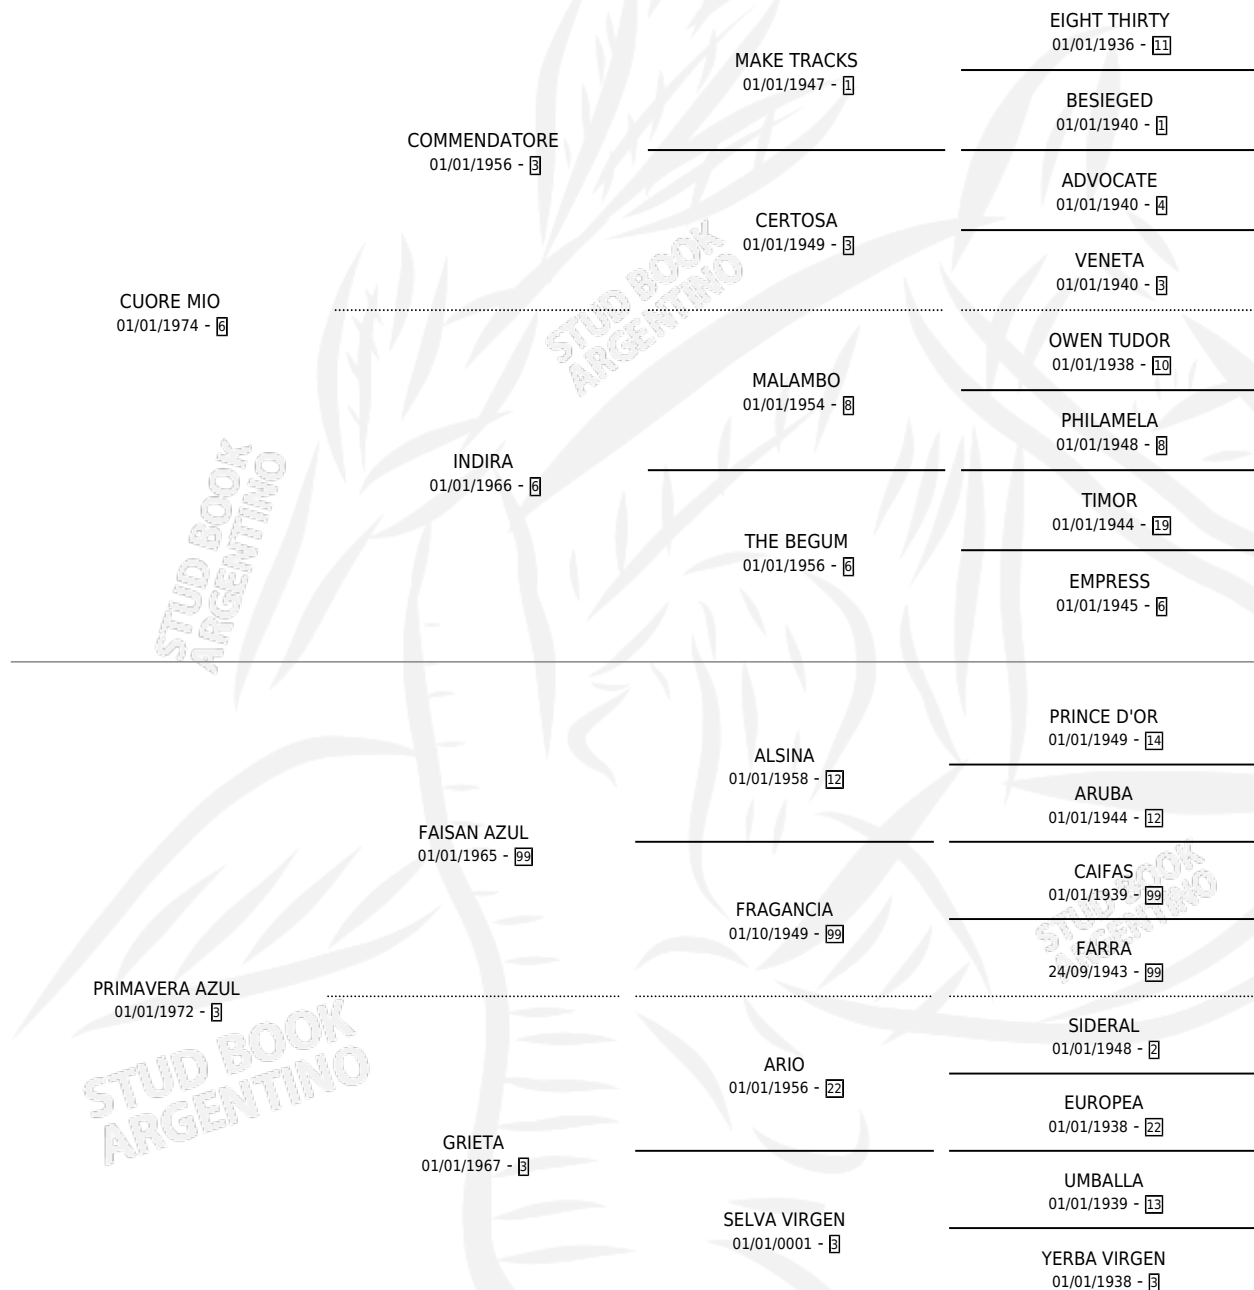 EIGHT THIRTY
01/01/1936 - 11
MAKE TRACKS
01/01/1947 - 1
BESIEGED
01/01/1940 - 1
COMMENDATORE
01/01/1956 - 3
ADVOCATE
01/01/1940 - 4
CERTOSA
01/01/1949 - 3
VENETA
01/01/1940 - 3
CUORE MIO
01/01/1974 - 6
OWEN TUDOR
01/01/1938 - 10
MALAMBO
01/01/1954 - 8
PHILAMELA
01/01/1948 - 8
INDIRA
01/01/1966 - 6
TIMOR
01/01/1944 - 19
THE BEGUM
01/01/1956 - 6
EMPRESS
01/01/1945 - 6
PRINCE D'OR
01/01/1949 - 14
ALSINA
01/01/1958 - 12
ARUBA
01/01/1944 - 12
FAISAN AZUL
01/01/1965 - 99
CAIFAS
01/01/1939 - 99
FRAGANCIA
01/10/1949 - 99
FARRA
24/09/1943 - 99
PRIMAVERA AZUL
01/01/1972 - 3
SIDERAL
01/01/1948 - 2
ARIO
01/01/1956 - 22
EUROPEA
01/01/1938 - 22
GRIETA
01/01/1967 - 3
UMBALLA
01/01/1939 - 13
SELVA VIRGEN
01/01/0001 - 3
YERBA VIRGEN
01/01/1938 - 3
STUD BOOK
ARGENTINO
STUD BOOK
ARGENTINO
STUD BOOK
ARGENTINO
STUD BOOK
ARGENTINO